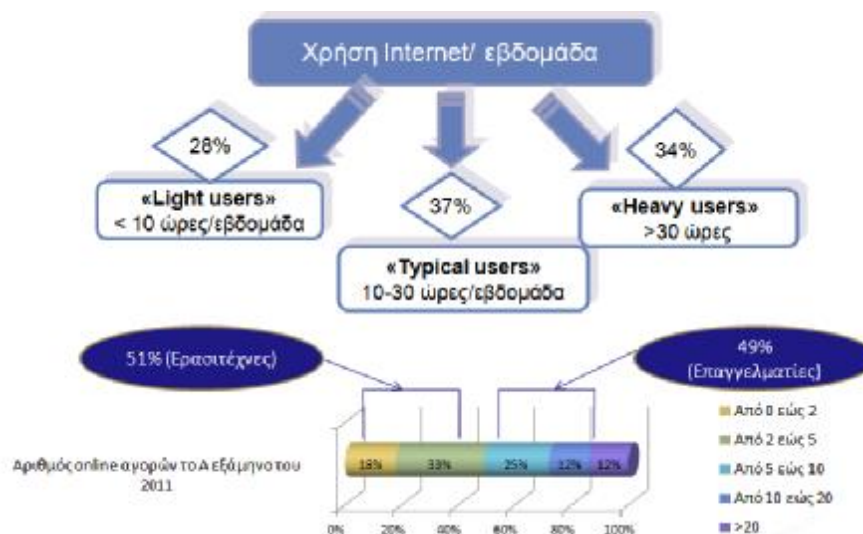 Χρήση Internet/ εβδομάδα
28%
«Light users»
< 10 ώρες/εβδομάδα
37%
«Typical users»
10-30 ώρες/εβδομάδα
34%
«Heavy users»
>30 ώρες
51% (Ερασιτέχνες)
49%
(Επαγγελματίες)
Αριθμός online αγορών το Α εξάμηνο του
2011
18% 33% 25% 12% 12%
0% 20% 40% 60% 80% 100%
Από 0 εώς 2
Από 2 εώς 5
Από 5 εώς 10
Από 10 εώς 20
>20